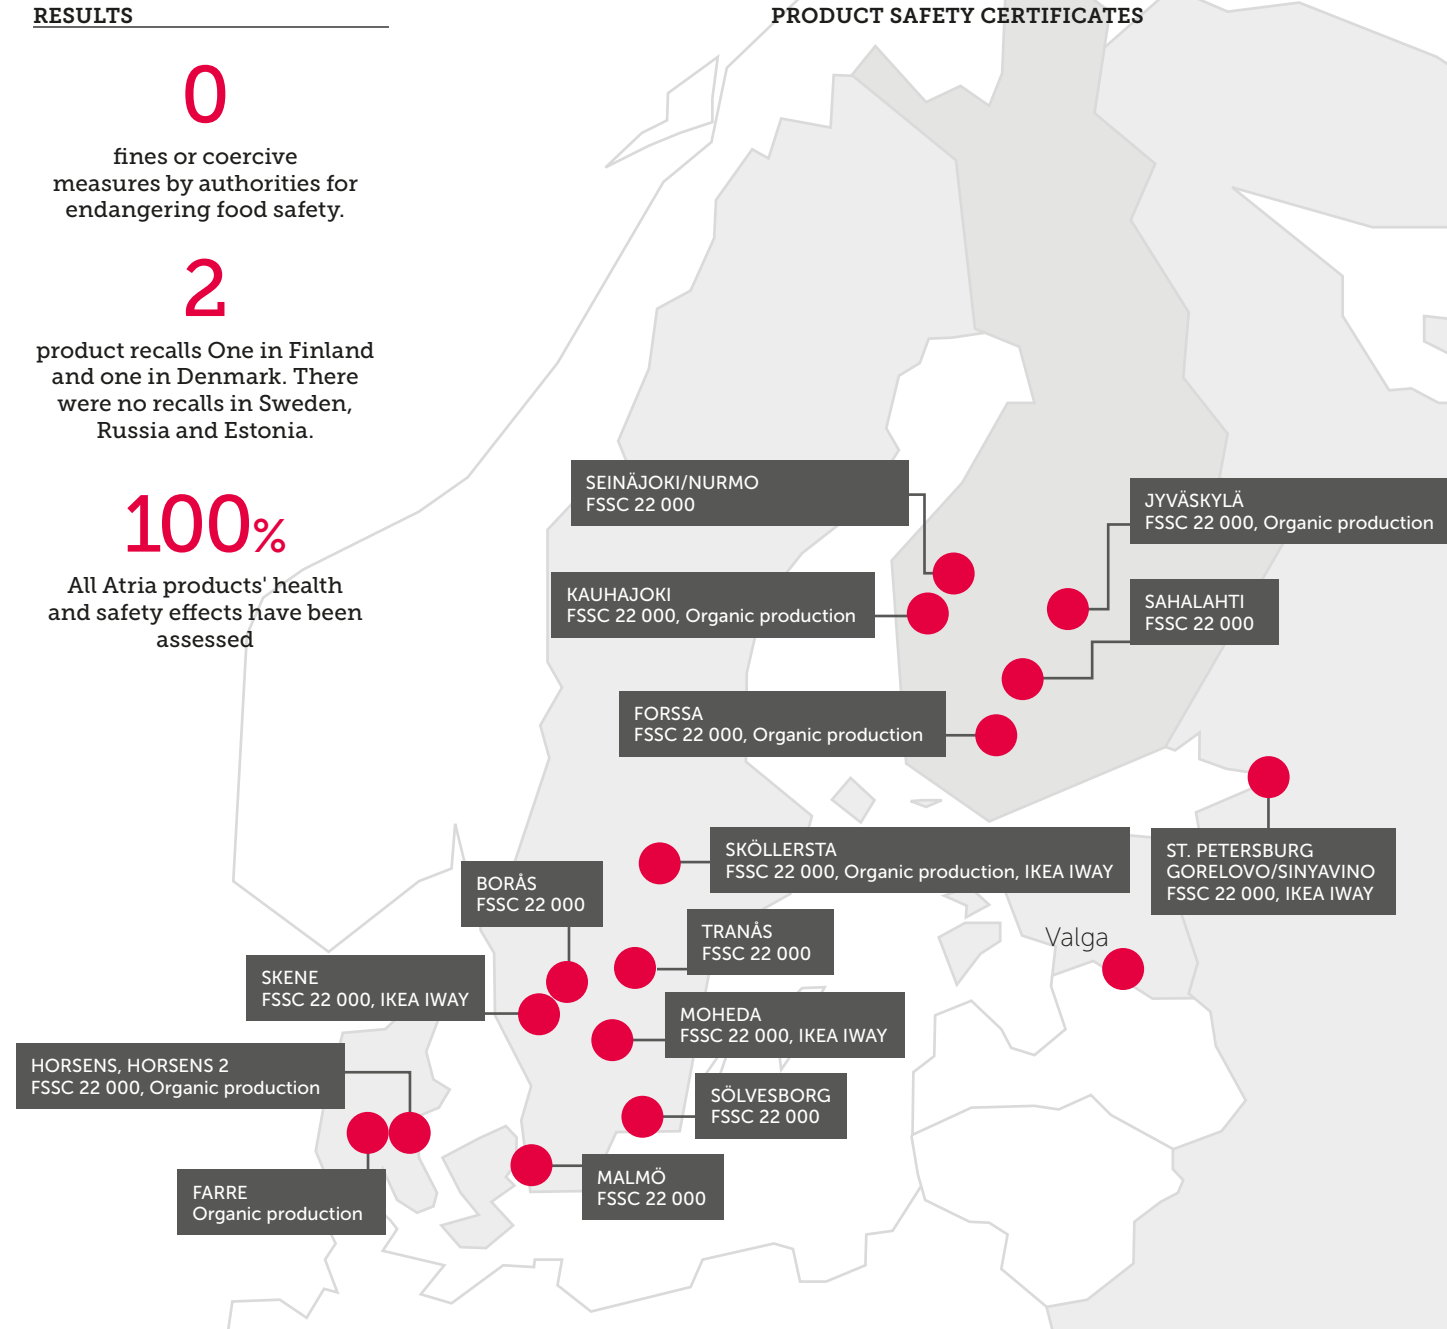 RESULTS
0
fines or coercive
measures by authorities for
endangering food safety.
2
product recalls One in Finland
and one in Denmark. There
were no recalls in Sweden,
Russia and Estonia.
100%
All Atria products' health
and safety effects have been
assessed
PRODUCT SAFETY CERTIFICATES
SEINÄJOKI/NURMO
FSSC 22 000
JYVÄSKYLÄ
FSSC 22 000, Organic production
KAUHAJOKI
FSSC 22 000, Organic production
SAHALAHTI
FSSC 22 000
FORSSA
FSSC 22 000, Organic production
SKÖLLERSTA
FSSC 22 000, Organic production, IKEA IWAY
ST. PETERSBURG
GORELOVO/SINYAVINO
FSSC 22 000, IKEA IWAY
BORÅS
FSSC 22 000
TRANÅS
FSSC 22 000
Valga
SKENE
FSSC 22 000, IKEA IWAY
MOHEDA
FSSC 22 000, IKEA IWAY
HORSENS, HORSENS 2
FSSC 22 000, Organic production
SÖLVESBORG
FSSC 22 000
MALMÖ
FSSC 22 000
FARRE
Organic production